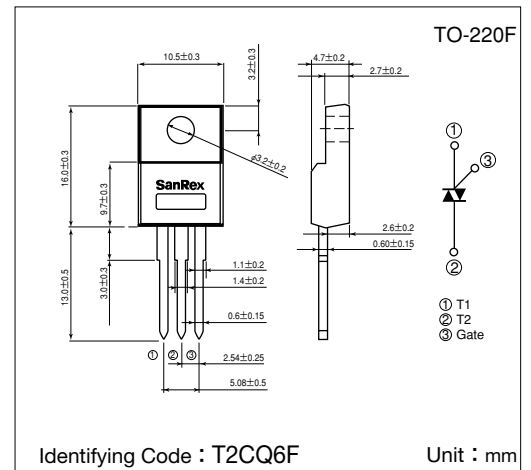 TO-220F
10.5±0.3
3.2±0.3
4.7±0.2
2.7±0.2
16.0±0.3
9.7±0.3
φ3.2±0.2
SanRex
①
③
②
2.6±0.2
0.60±0.15
13.0±0.5
3.0±0.3
1.1±0.2
1.4±0.2
0.6±0.15
① ② ③
2.54±0.25
5.08±0.5
① T1
② T2
③ Gate
Identifying Code : T2CQ6F
Unit : mm